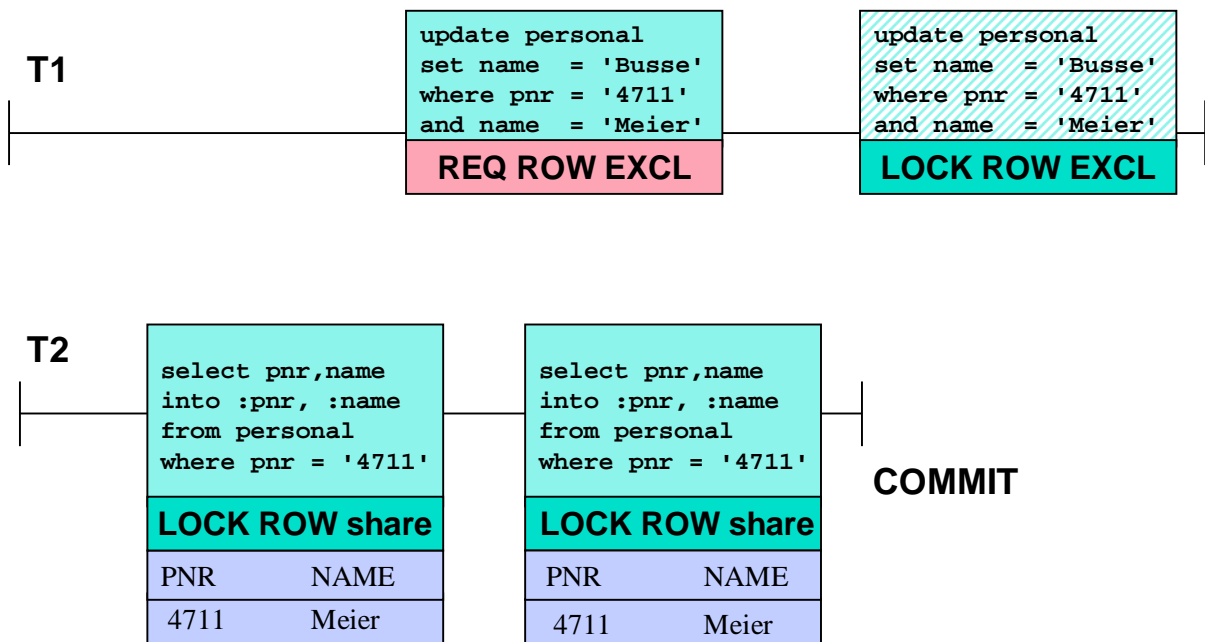 T1
update personal
set name = 'Busse'
where pnr = '4711'
and name = 'Meier'
REQ ROW EXCL
update personal
set name = 'Busse'
where pnr = '4711'
and name = 'Meier'
LOCK ROW EXCL
T2
select pnr,name
into :pnr, :name
from personal
where pnr = '4711'
LOCK ROW share
PNR NAME
4711 Meier
select pnr,name
into :pnr, :name
from personal
where pnr = '4711'
LOCK ROW share
PNR NAME
4711 Meier
COMMIT